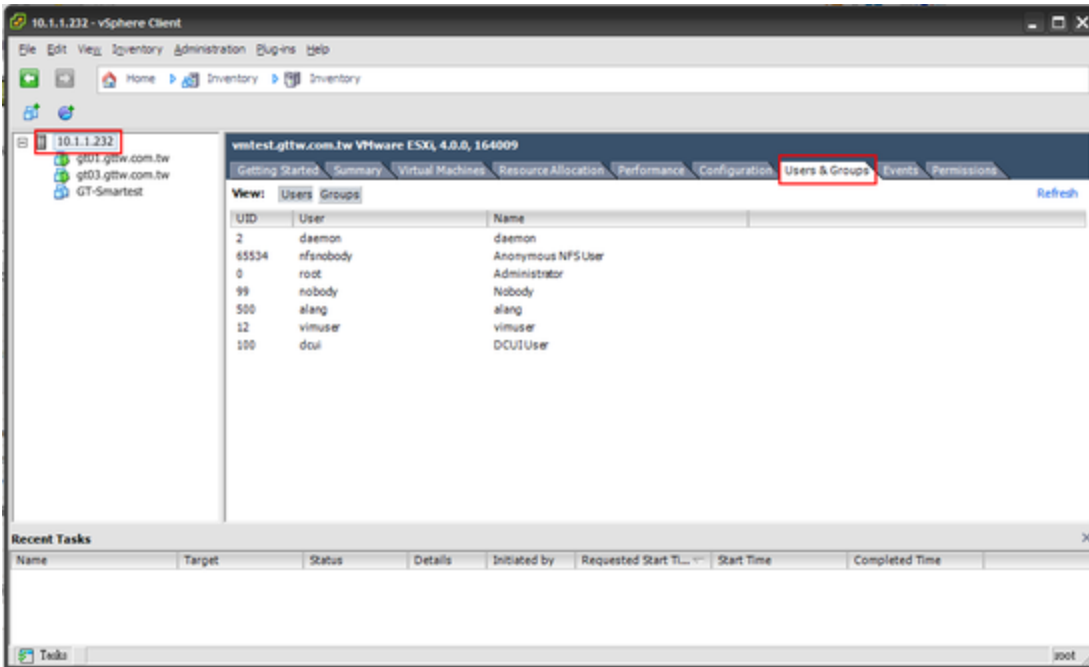 10.1.1.232 - vSphere Client
File Edit View Inventory Administration Plug-ins Help
Home Inventory Inventory
10.1.1.232
gt01.gttw.com.tw
gt03.gttw.com.tw
GT-Smartest
vmtest.gttw.com.tw VMware ESXi, 4.0.0, 164009
Getting Started Summary Virtual Machines Resource Allocation Performance Configuration Users & Groups Events Permissions
View: Users Groups Refresh
UID User Name
2 daemon daemon
65534 nfsnobody Anonymous NFS User
0 root Administrator
99 nobody Nobody
500 alang alang
12 vimuser vimuser
100 dcui DCUI User
Recent Tasks
Name Target Status Details Initiated by Requested Start Ti... Start Time Completed Time
Tasks root